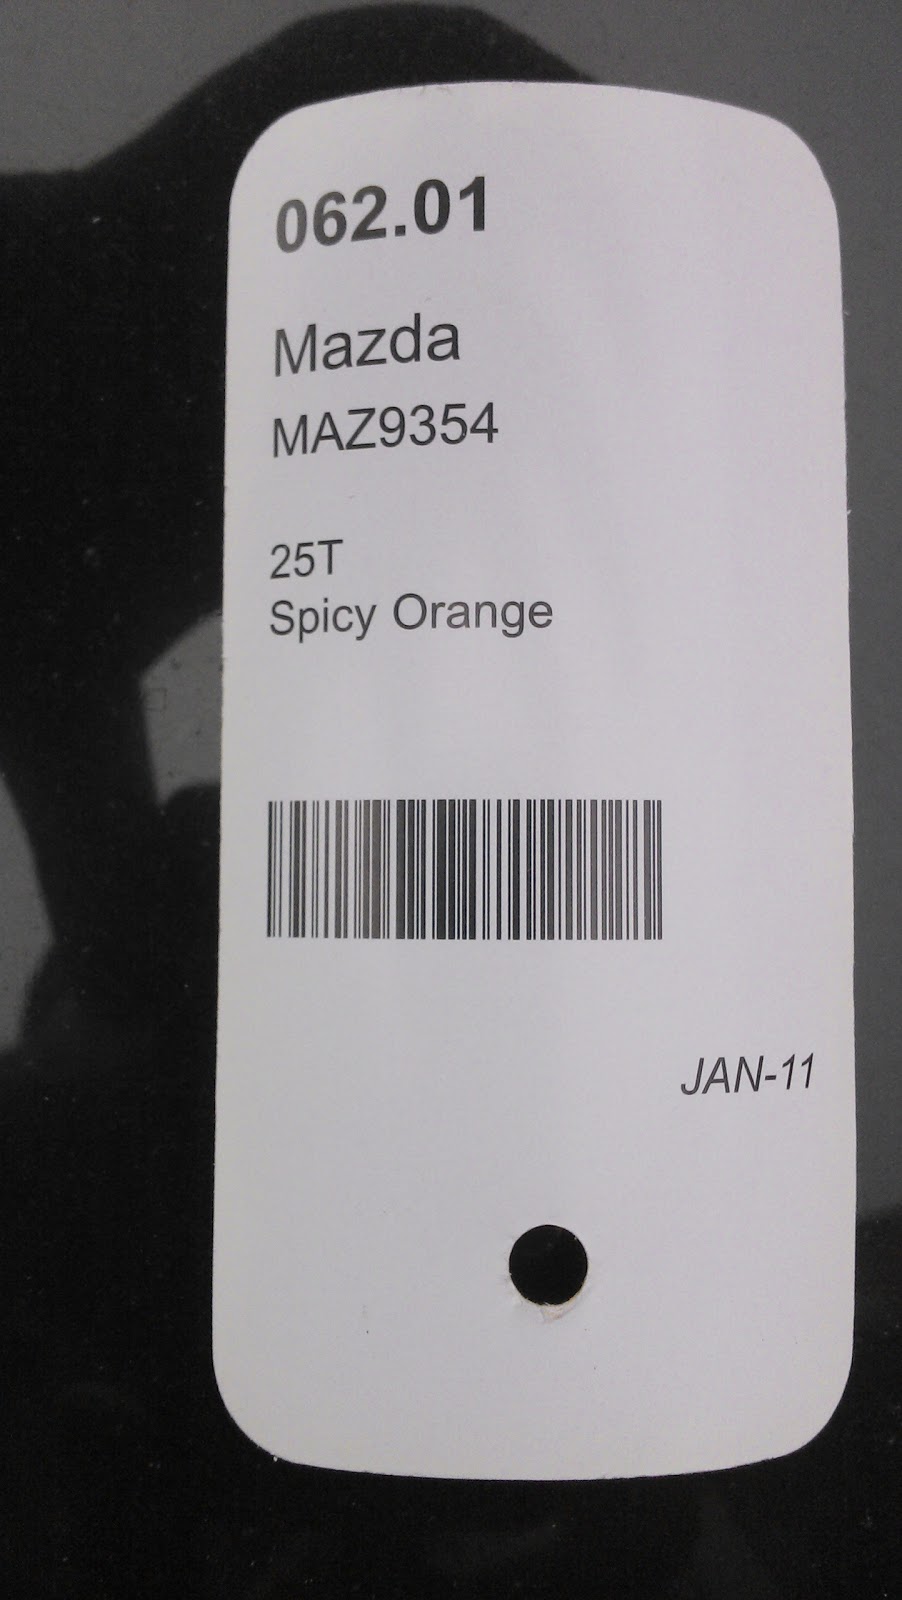 062.01
Mazda
MAZ9354
25T
Spicy Orange
JAN-11